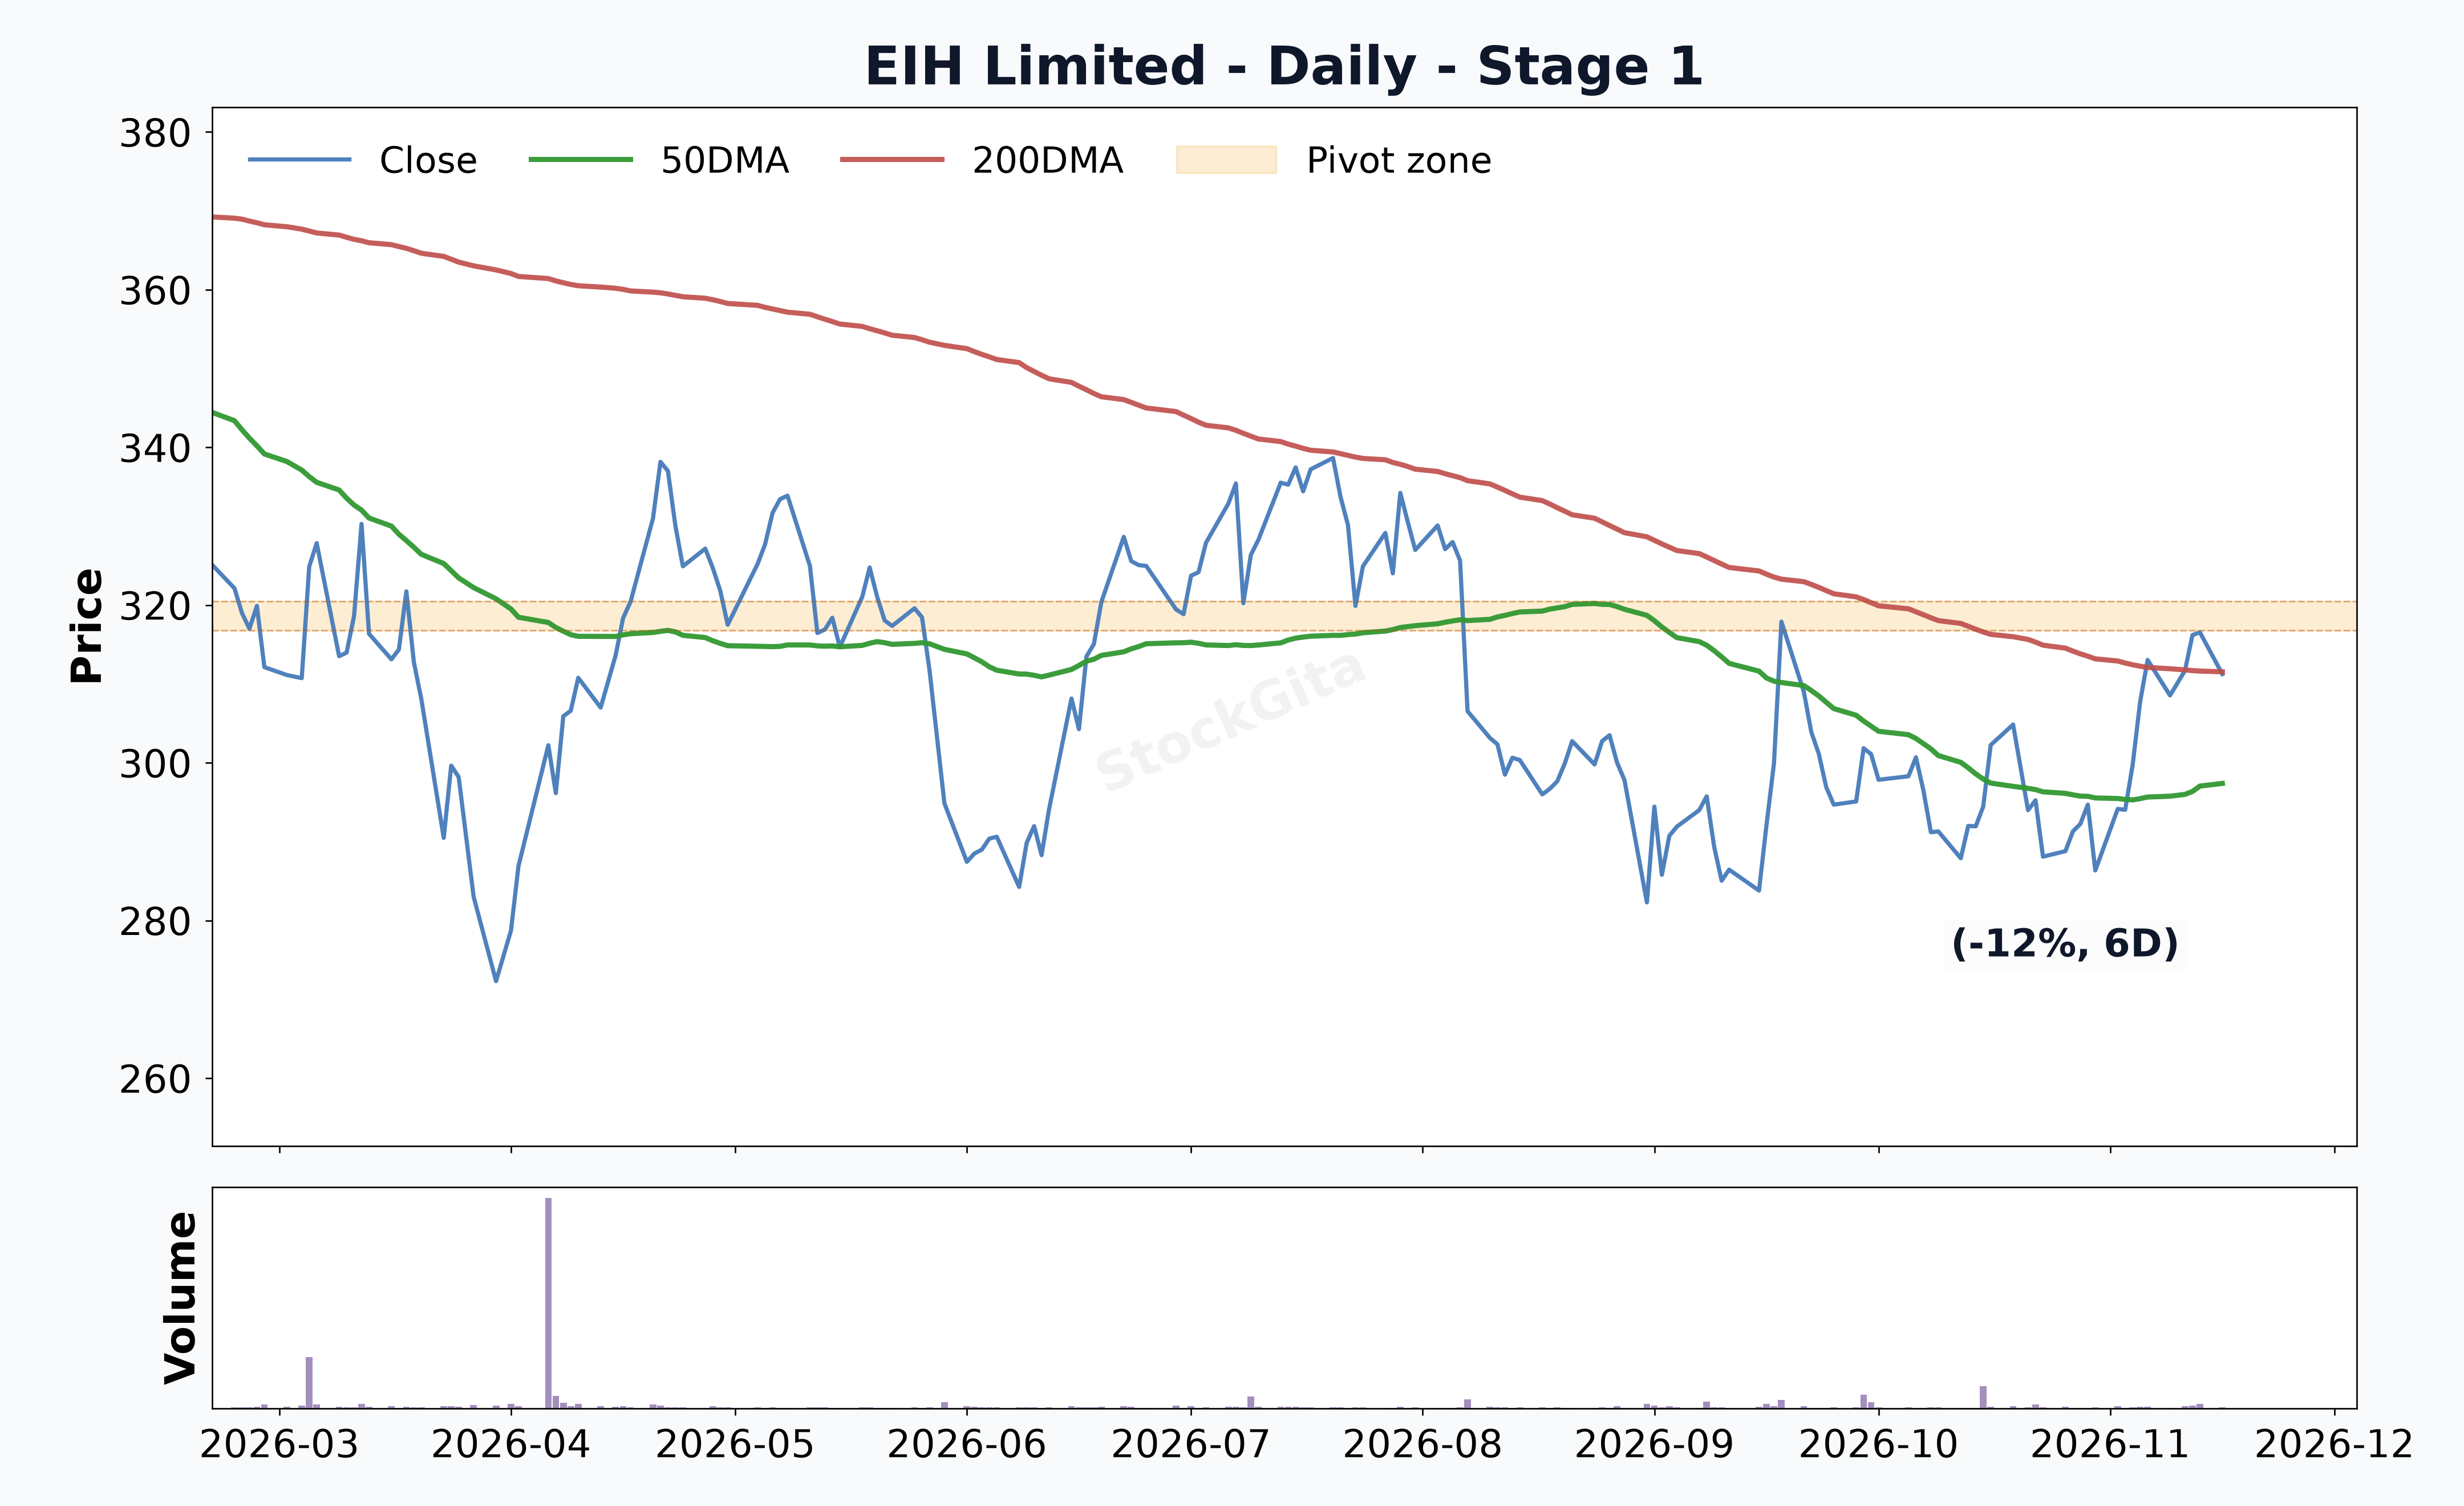 EIH Limited - Daily - Stage 1
Close
50DMA
200DMA
Pivot zone
Price
380
360
340
320
300
280
260
StockGita
(-12%, 6D)
Volume
2026-03
2026-04
2026-05
2026-06
2026-07
2026-08
2026-09
2026-10
2026-11
2026-12